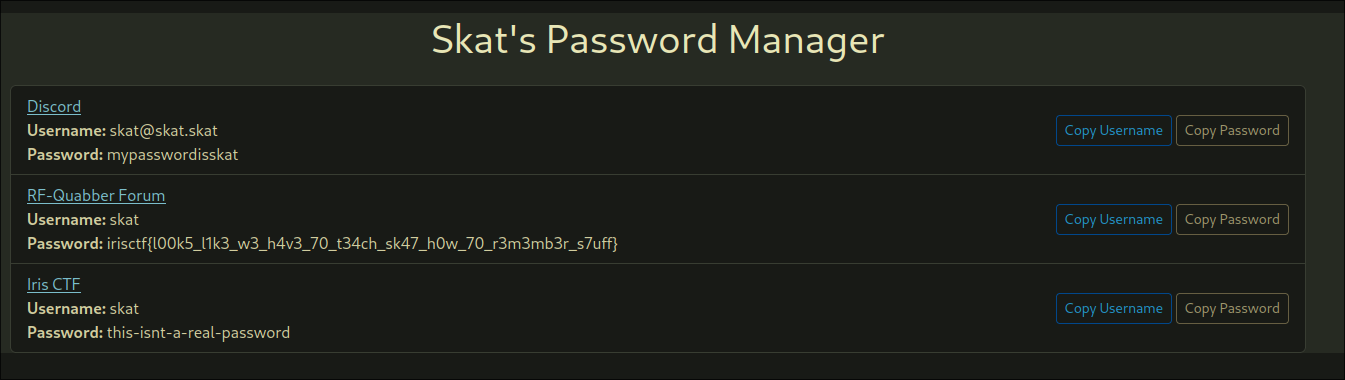 Skat's Password Manager
Discord
Username: skat@skat.skat
Password: mypasswordisskat
Copy Username Copy Password
RF-Quabber Forum
Username: skat
Password: irisctf{l00k5_l1k3_w3_h4v3_70_t34ch_sk47_h0w_70_r3m3mb3r_s7uff}
Copy Username Copy Password
Iris CTF
Username: skat
Password: this-isnt-a-real-password
Copy Username Copy Password